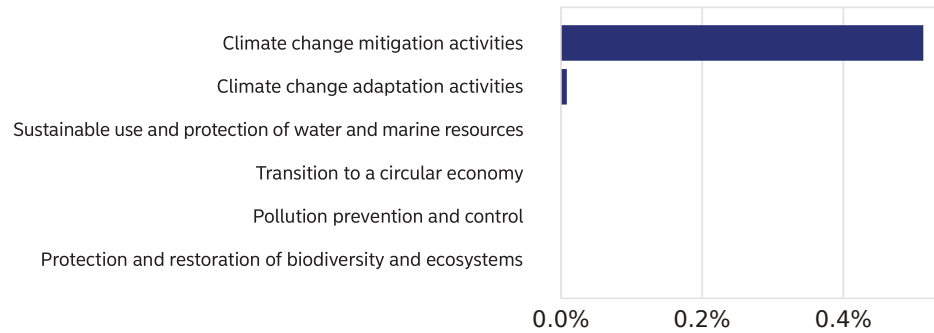 Climate change mitigation activities
Climate change adaptation activities
Sustainable use and protection of water and marine resources
Transition to a circular economy
Pollution prevention and control
Protection and restoration of biodiversity and ecosystems
0.0% 0.2% 0.4%